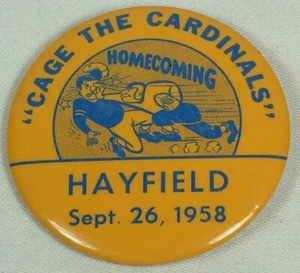 "CAGE THE CARDINALS"
HOMECOMING
HAYFIELD
Sept. 26, 1958